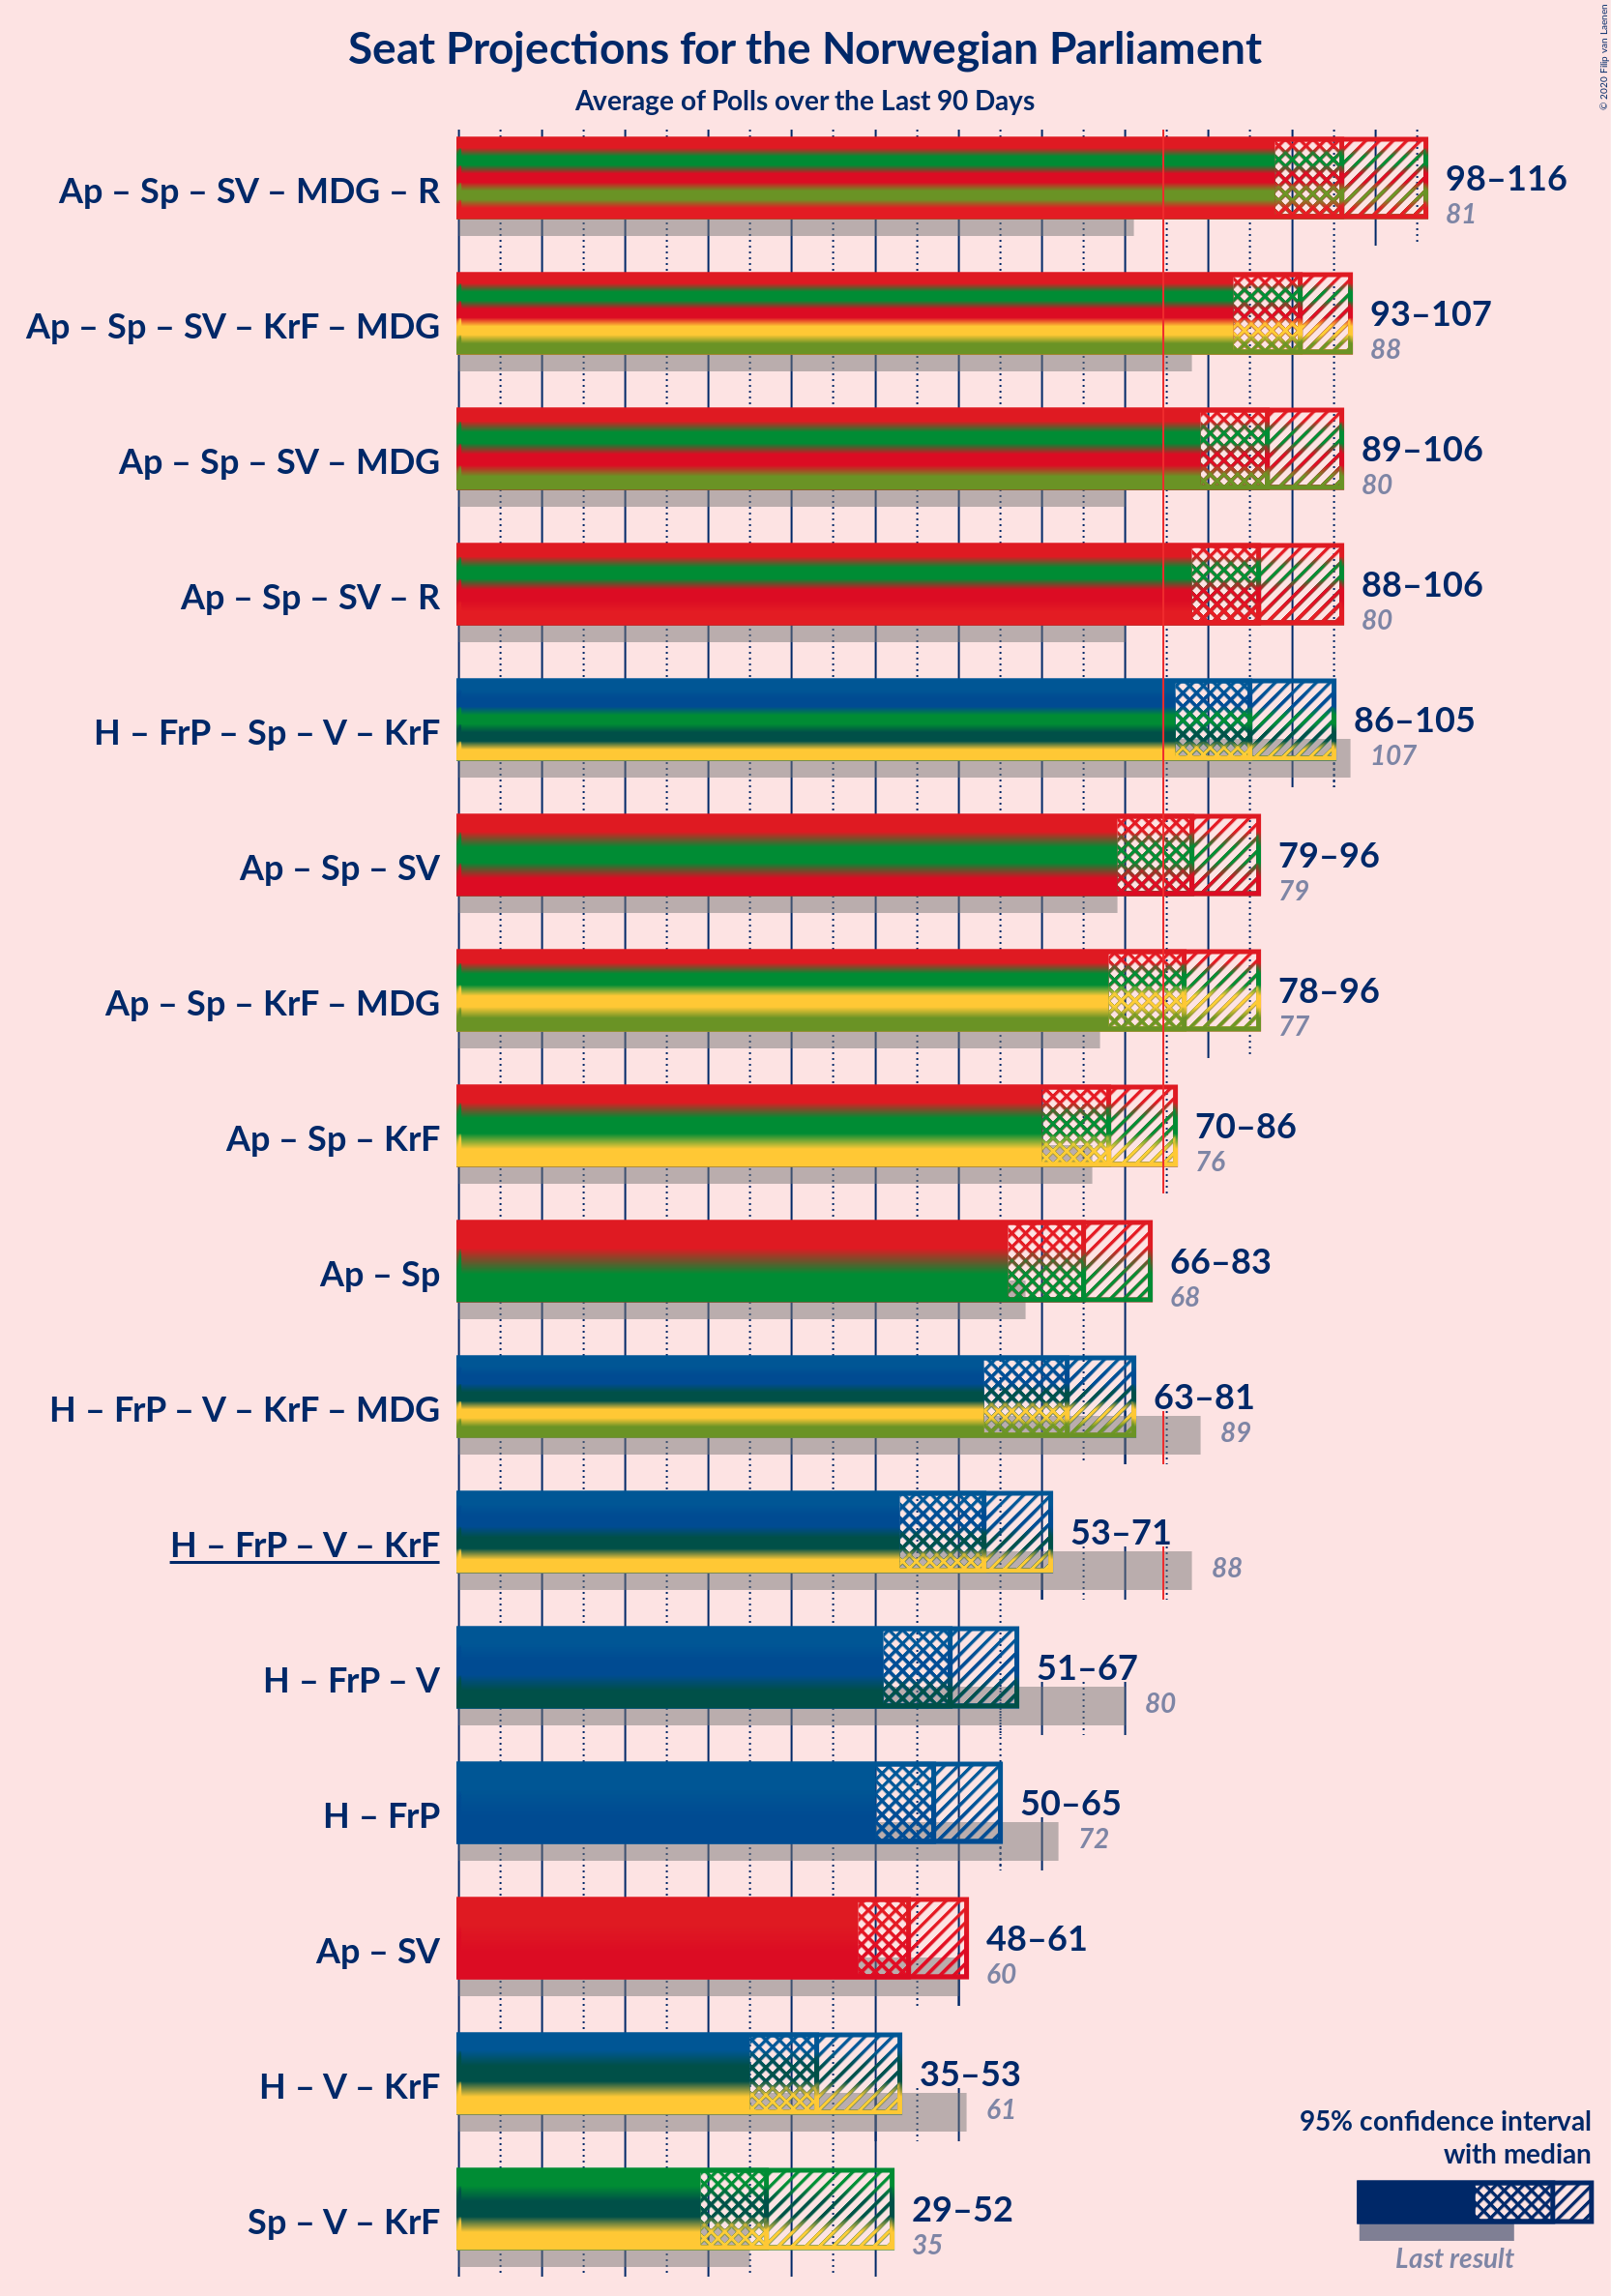 Seat Projections for the Norwegian Parliament
Average of Polls over the Last 90 Days
© 2020 Filip van Laenen
Ap – Sp – SV – MDG – R
98–116
81
Ap – Sp – SV – KrF – MDG
93–107
88
Ap – Sp – SV – MDG
89–106
80
Ap – Sp – SV – R
88–106
80
H – FrP – Sp – V – KrF
86–105
107
Ap – Sp – SV
79–96
79
Ap – Sp – KrF – MDG
78–96
77
Ap – Sp – KrF
70–86
76
Ap – Sp
66–83
68
H – FrP – V – KrF – MDG
63–81
89
H – FrP – V – KrF
53–71
88
H – FrP – V
51–67
80
H – FrP
50–65
72
Ap – SV
48–61
60
H – V – KrF
35–53
61
Sp – V – KrF
29–52
35
95% confidence interval
with median
Last result